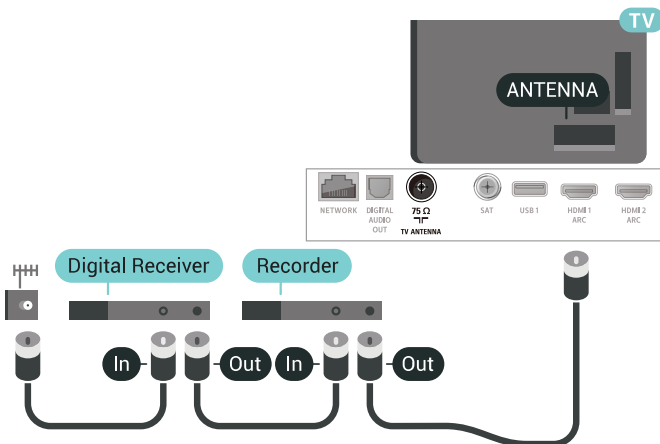 TV
ANTENNA
NETWORK
DIGITAL
AUDIO
OUT
75 Ω
TV ANTENNA
SAT
USB 1
HDMI 1
ARC
HDMI 2
ARC
Digital Receiver
Recorder
In
Out
In
Out